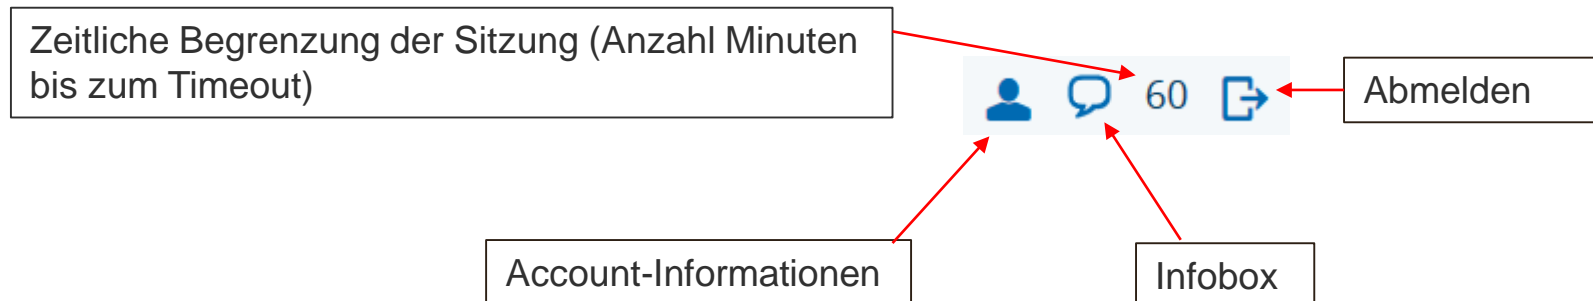 Zeitliche Begrenzung der Sitzung (Anzahl Minuten
bis zum Timeout)
60
Abmelden
Account-Informationen
Infobox